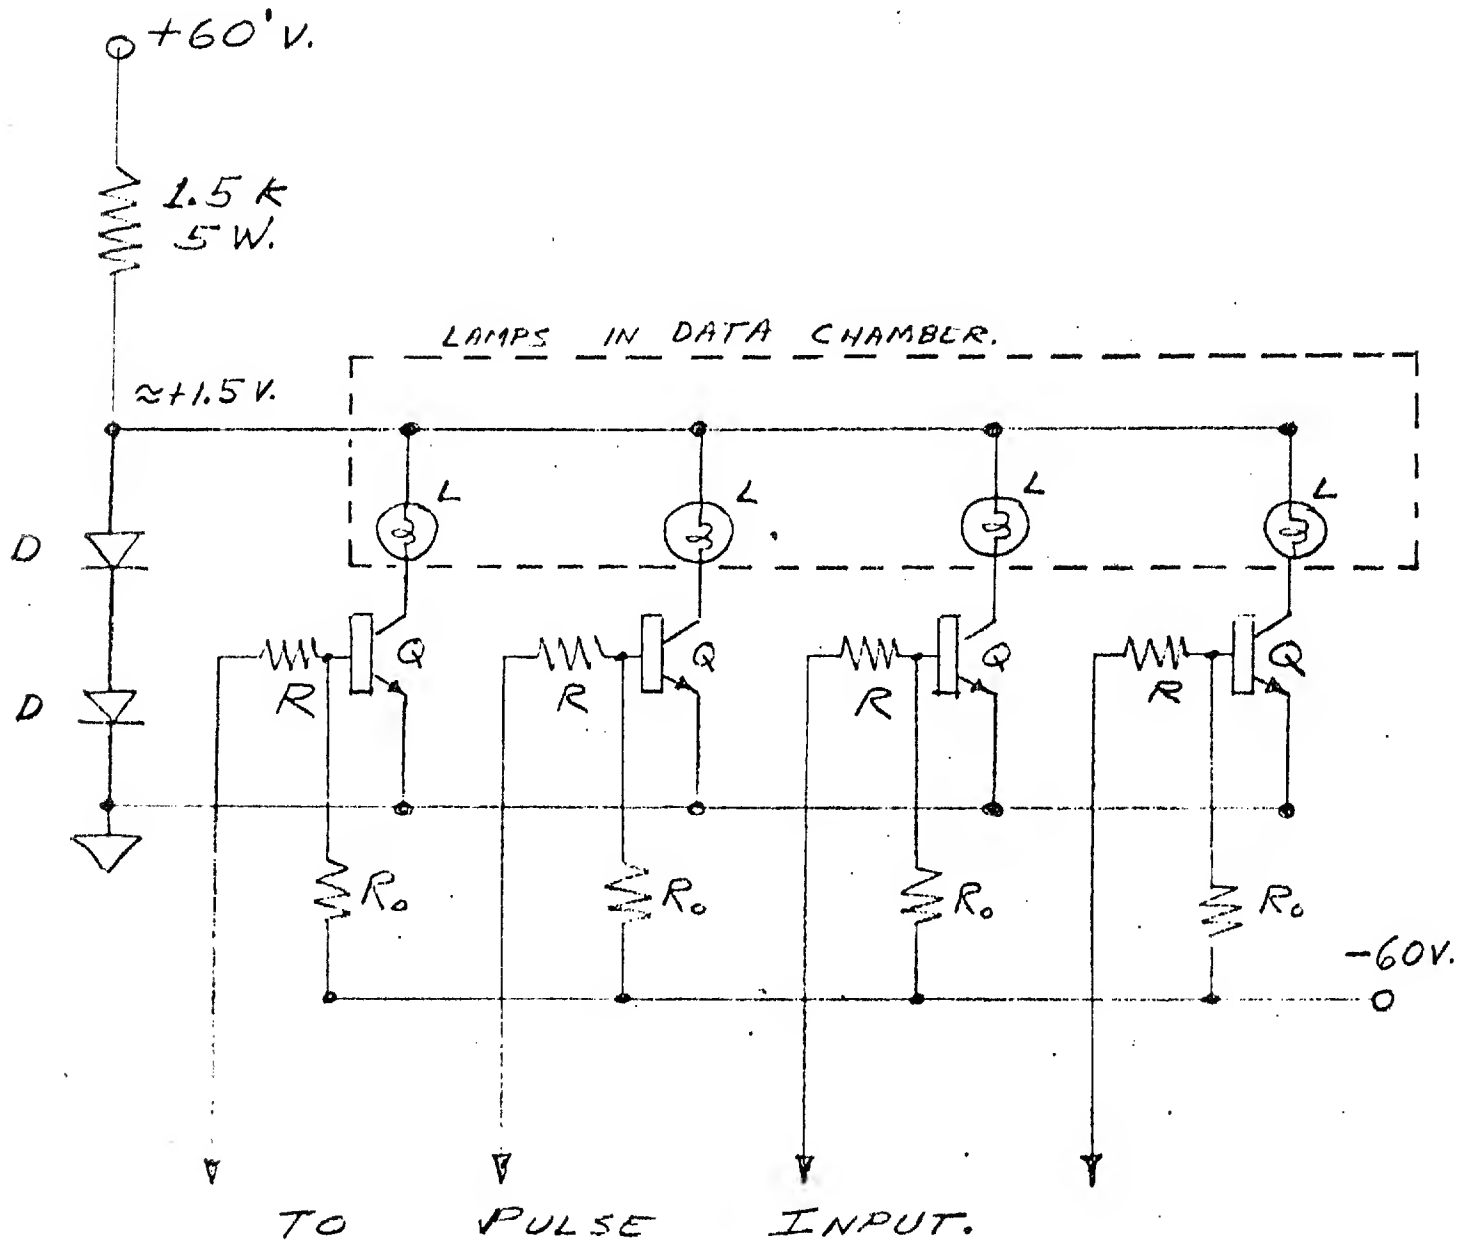 +60'V.
1.5 K
5 W.
LAMPS IN DATA CHAMBER.
≈+1.5 V.
L L L L
D
Q Q Q Q
R R R R
D
R₀ R₀ R₀ R₀
-60V.
TO PULSE INPUT.